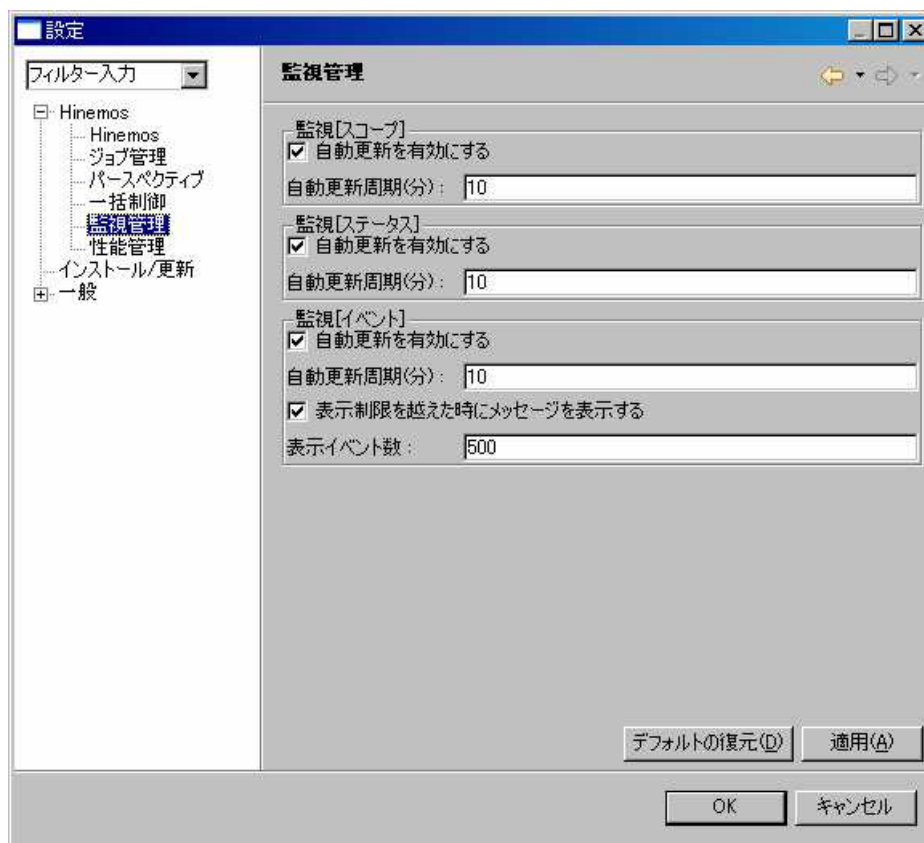 設定
フィルター入力
Hinemos
Hinemos
ジョブ管理
パースペクティブ
一括制御
監視管理
性能管理
インストール/更新
一般
監視管理
監視[スコープ]
自動更新を有効にする
自動更新周期(分): 10
監視[ステータス]
自動更新を有効にする
自動更新周期(分): 10
監視[イベント]
自動更新を有効にする
自動更新周期(分): 10
表示制限を越えた時にメッセージを表示する
表示イベント数: 500
デフォルトの復元(D) 適用(A)
OK キャンセル